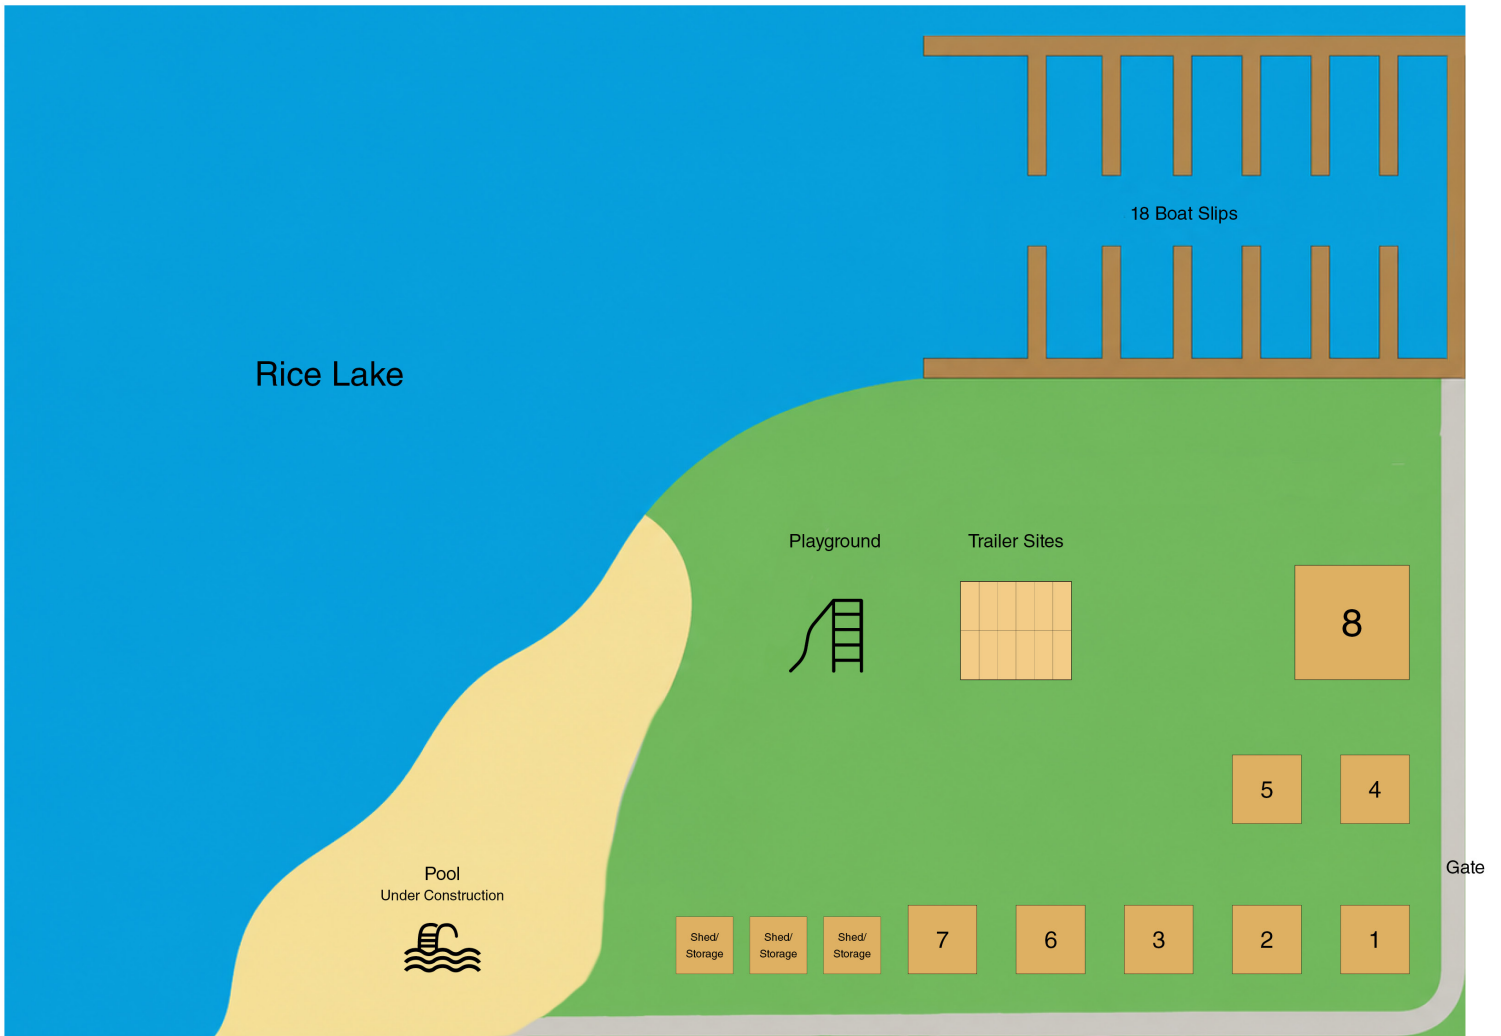 18 Boat Slips
Rice Lake
Playground
Trailer Sites
8
5
4
Gate
Pool
Under Construction
Shed/
Storage
Shed/
Storage
Shed/
Storage
7
6
3
2
1